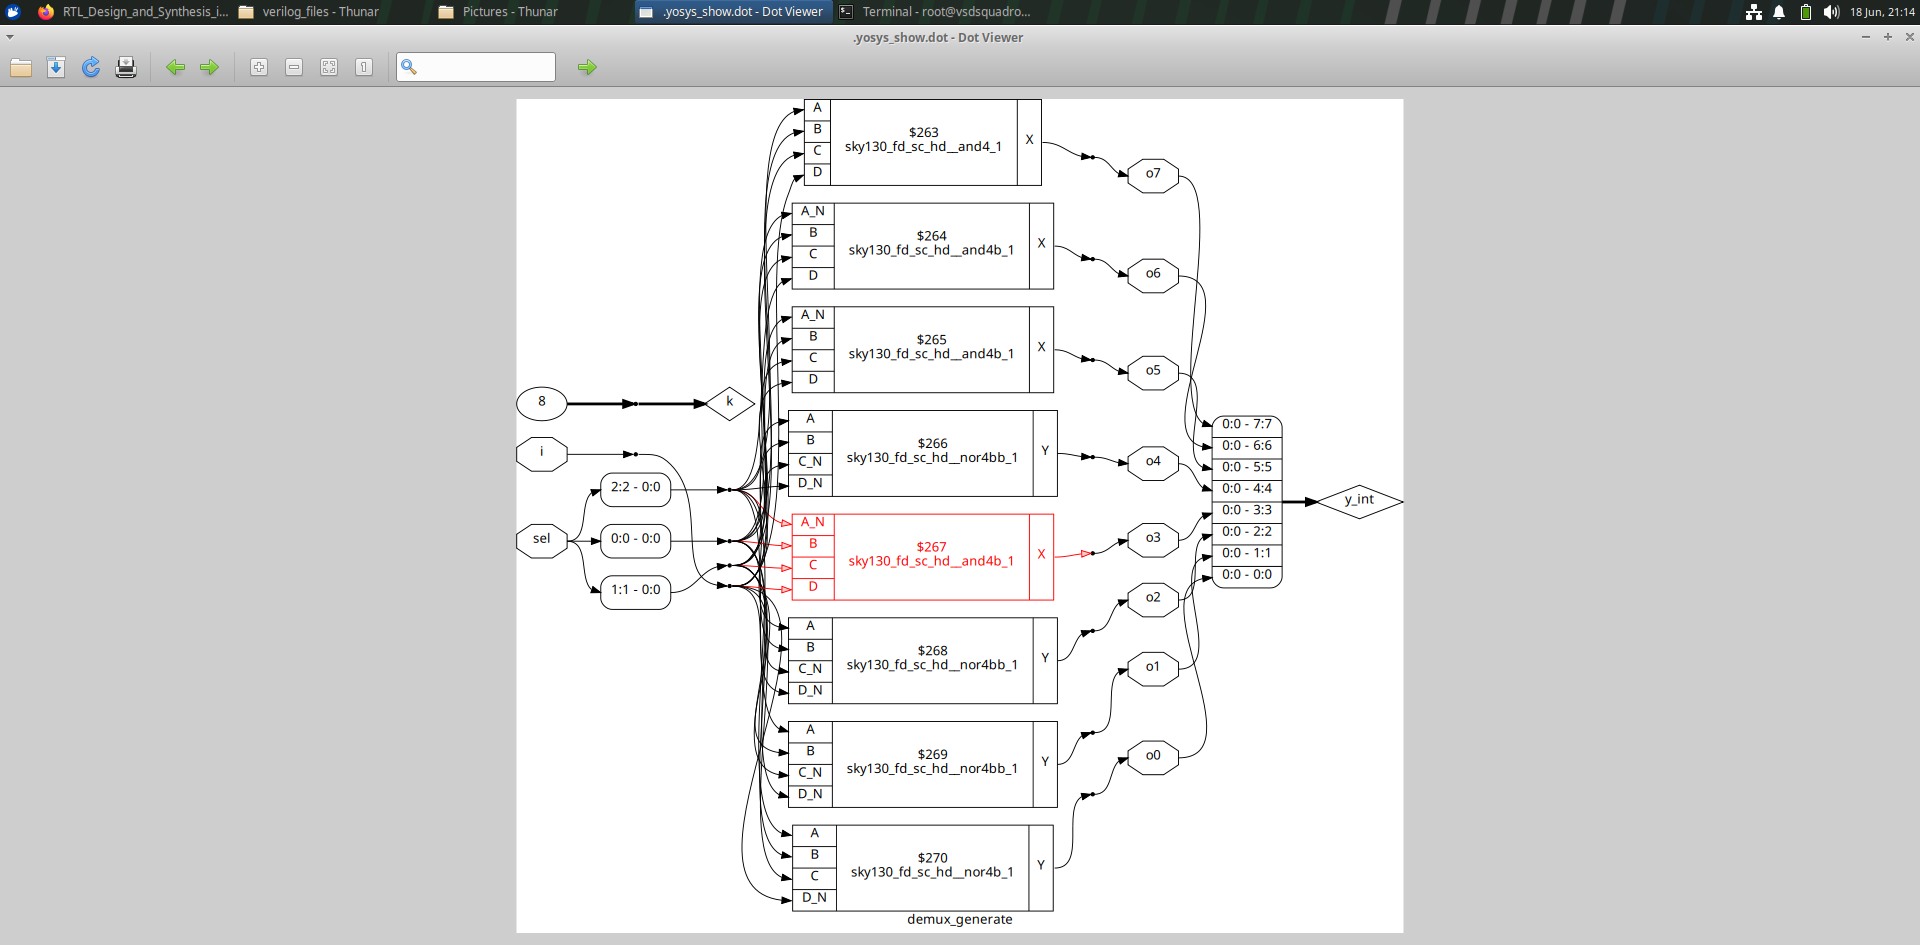 RTL_Design_and_Synthesis_i...
verilog_files - Thunar
Pictures - Thunar
.yosys_show.dot - Dot Viewer
Terminal - root@vsdsquadro...
18 Jun, 21:14
.yosys_show.dot - Dot Viewer
8
k
i
sel
2:2 - 0:0
0:0 - 0:0
1:1 - 0:0
A
B
C
D
$263
sky130_fd_sc_hd__and4_1
X
o7
A_N
B
C
D
$264
sky130_fd_sc_hd__and4b_1
X
o6
A_N
B
C
D
$265
sky130_fd_sc_hd__and4b_1
X
o5
A
B
C_N
D_N
$266
sky130_fd_sc_hd__nor4bb_1
Y
o4
A_N
B
C
D
$267
sky130_fd_sc_hd__and4b_1
X
o3
A
B
C_N
D_N
$268
sky130_fd_sc_hd__nor4bb_1
Y
o2
A
B
C_N
D_N
$269
sky130_fd_sc_hd__nor4bb_1
Y
o1
A
B
C
D_N
$270
sky130_fd_sc_hd__nor4b_1
Y
o0
0:0 - 7:7
0:0 - 6:6
0:0 - 5:5
0:0 - 4:4
0:0 - 3:3
0:0 - 2:2
0:0 - 1:1
0:0 - 0:0
y_int
demux_generate